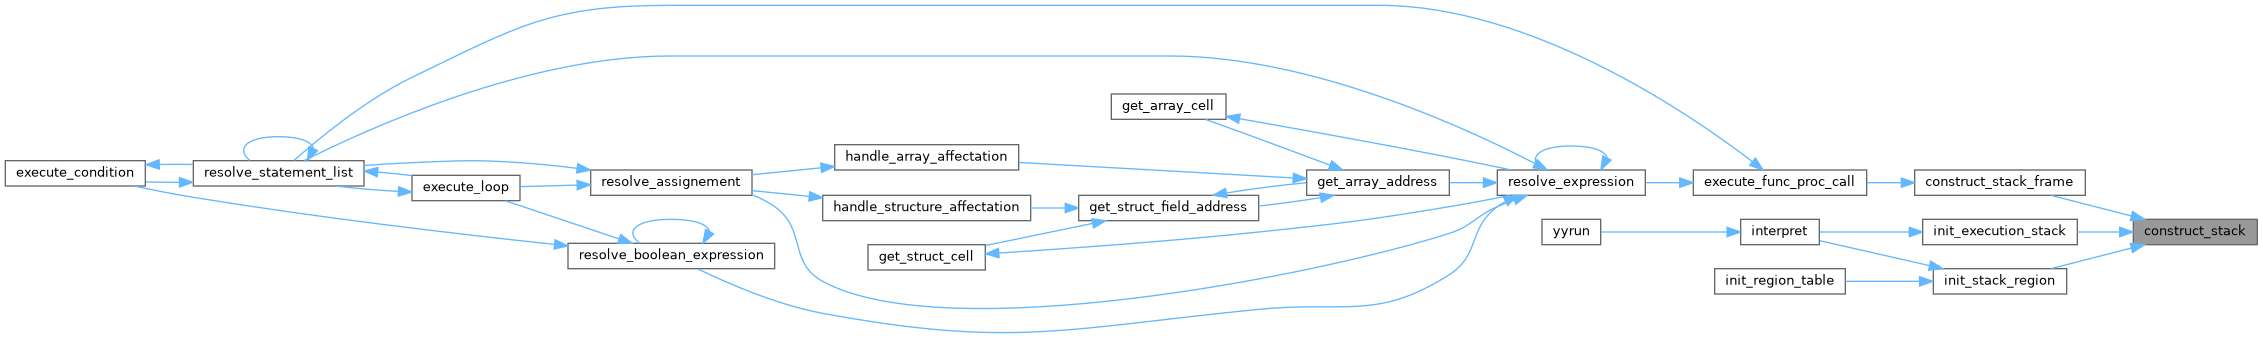 execute_condition
resolve_statement_list
execute_loop
resolve_assignement
resolve_boolean_expression
handle_array_affectation
handle_structure_affectation
get_struct_cell
get_array_cell
get_struct_field_address
get_array_address
resolve_expression
yyrun
execute_func_proc_call
interpret
init_region_table
construct_stack_frame
init_execution_stack
init_stack_region
construct_stack